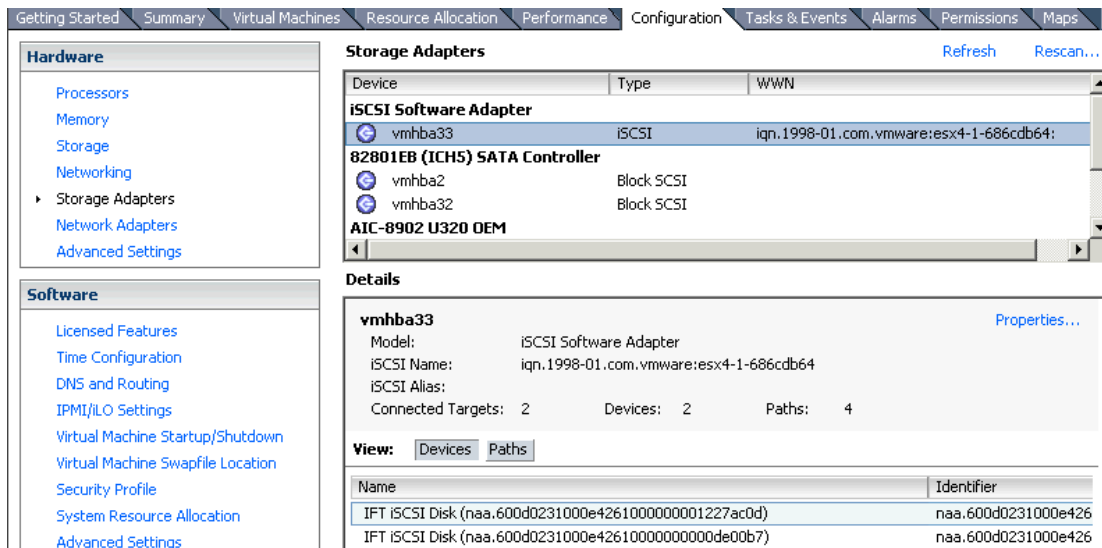 Getting Started Summary Virtual Machines Resource Allocation Performance Configuration Tasks & Events Alarms Permissions Maps
Hardware
Processors
Memory
Storage
Networking
Storage Adapters
Network Adapters
Advanced Settings
Software
Licensed Features
Time Configuration
DNS and Routing
IPMI/iLO Settings
Virtual Machine Startup/Shutdown
Virtual Machine Swapfile Location
Security Profile
System Resource Allocation
Advanced Settings
Storage Adapters Refresh Rescan...
Device Type WWN
iSCSI Software Adapter
vmhba33 iSCSI iqn.1998-01.com.vmware:esx4-1-686cdb64:
82801EB (ICH5) SATA Controller
vmhba2 Block SCSI
vmhba32 Block SCSI
AIC-8902 U320 OEM
Details
vmhba33 Properties...
Model: iSCSI Software Adapter
iSCSI Name: iqn.1998-01.com.vmware:esx4-1-686cdb64
iSCSI Alias:
Connected Targets: 2 Devices: 2 Paths: 4
View: Devices Paths
Name Identifier
IFT iSCSI Disk (naa.600d0231000e4261000000001227ac0d) naa.600d0231000e426
IFT iSCSI Disk (naa.600d0231000e42610000000000de00b7) naa.600d0231000e426